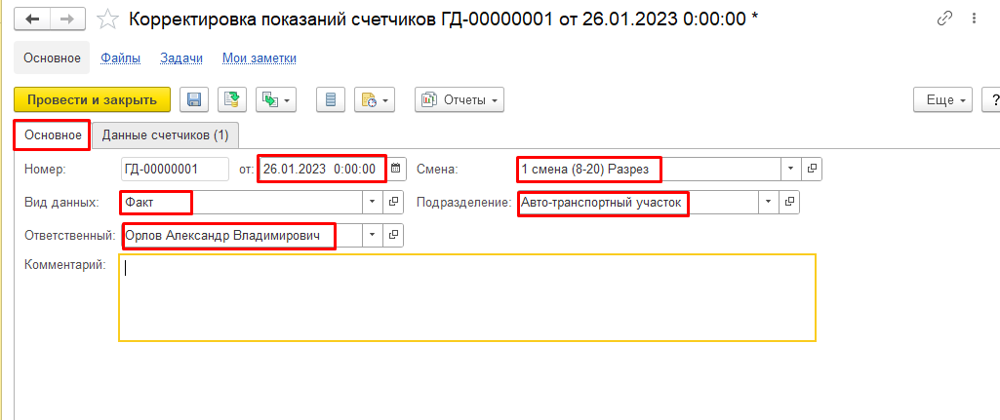 Корректировка показаний счетчиков ГД-00000001 от 26.01.2023 0:00:00 *
Основное Файлы Задачи Мои заметки
Провести и закрыть Отчеты Еще ?
Основное Данные счетчиков (1)
Номер: ГД-00000001 от: 26.01.2023 0:00:00 Смена: 1 смена (8-20) Разрез
Вид данных: Факт Подразделение: Авто-транспортный участок
Ответственный: Орлов Александр Владимирович
Комментарий: